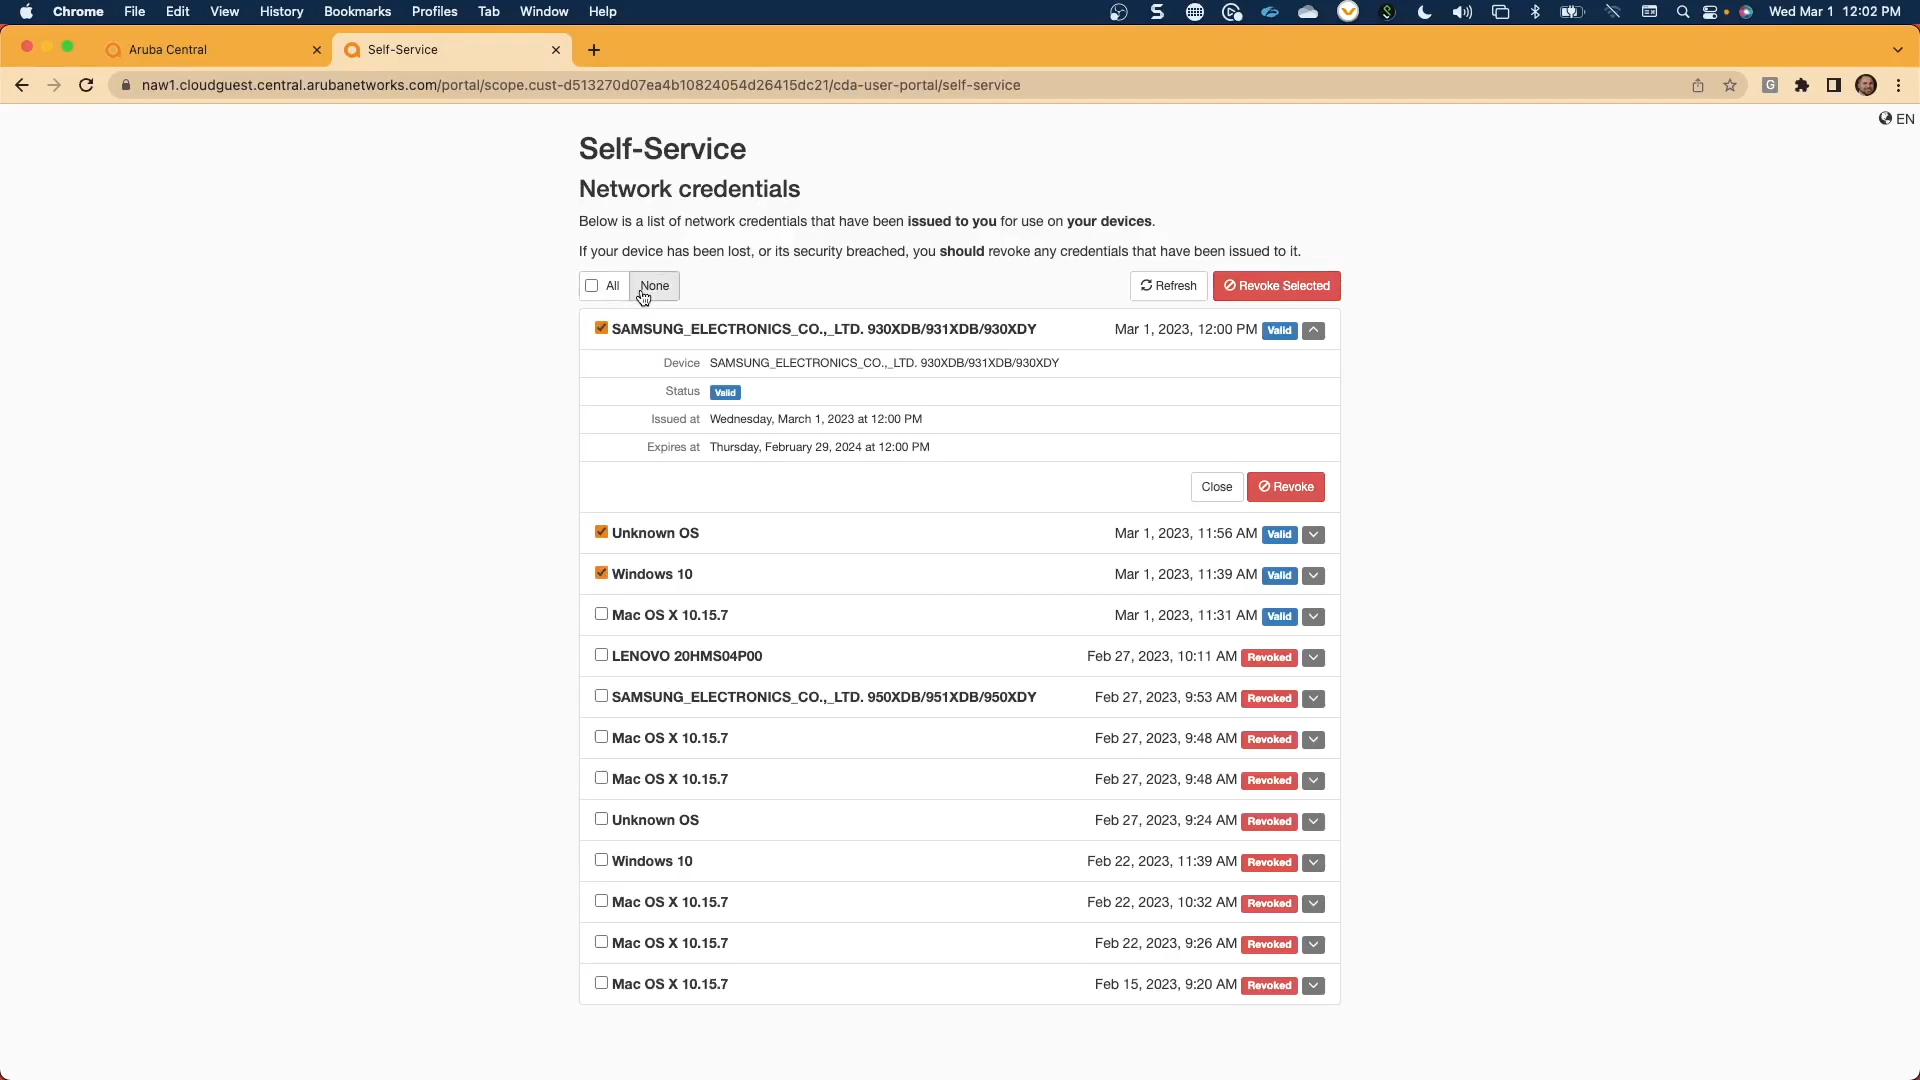 Chrome File Edit View History Bookmarks Profiles Tab Window Help Wed Mar 1 12:02 PM
Aruba Central Self-Service
naw1.cloudguest.central.arubanetworks.com/portal/scope.cust-d513270d07ea4b10824054d26415dc21/cda-user-portal/self-service
EN
Self-Service
Network credentials
Below is a list of network credentials that have been issued to you for use on your devices.
If your device has been lost, or its security breached, you should revoke any credentials that have been issued to it.
All None Refresh Revoke Selected
SAMSUNG_ELECTRONICS_CO.,_LTD. 930XDB/931XDB/930XDY Mar 1, 2023, 12:00 PM Valid
Device SAMSUNG_ELECTRONICS_CO.,_LTD. 930XDB/931XDB/930XDY
Status Valid
Issued at Wednesday, March 1, 2023 at 12:00 PM
Expires at Thursday, February 29, 2024 at 12:00 PM
Close Revoke
Unknown OS Mar 1, 2023, 11:56 AM Valid
Windows 10 Mar 1, 2023, 11:39 AM Valid
Mac OS X 10.15.7 Mar 1, 2023, 11:31 AM Valid
LENOVO 20HMS04P00 Feb 27, 2023, 10:11 AM Revoked
SAMSUNG_ELECTRONICS_CO.,_LTD. 950XDB/951XDB/950XDY Feb 27, 2023, 9:53 AM Revoked
Mac OS X 10.15.7 Feb 27, 2023, 9:48 AM Revoked
Mac OS X 10.15.7 Feb 27, 2023, 9:48 AM Revoked
Unknown OS Feb 27, 2023, 9:24 AM Revoked
Windows 10 Feb 22, 2023, 11:39 AM Revoked
Mac OS X 10.15.7 Feb 22, 2023, 10:32 AM Revoked
Mac OS X 10.15.7 Feb 22, 2023, 9:26 AM Revoked
Mac OS X 10.15.7 Feb 15, 2023, 9:20 AM Revoked